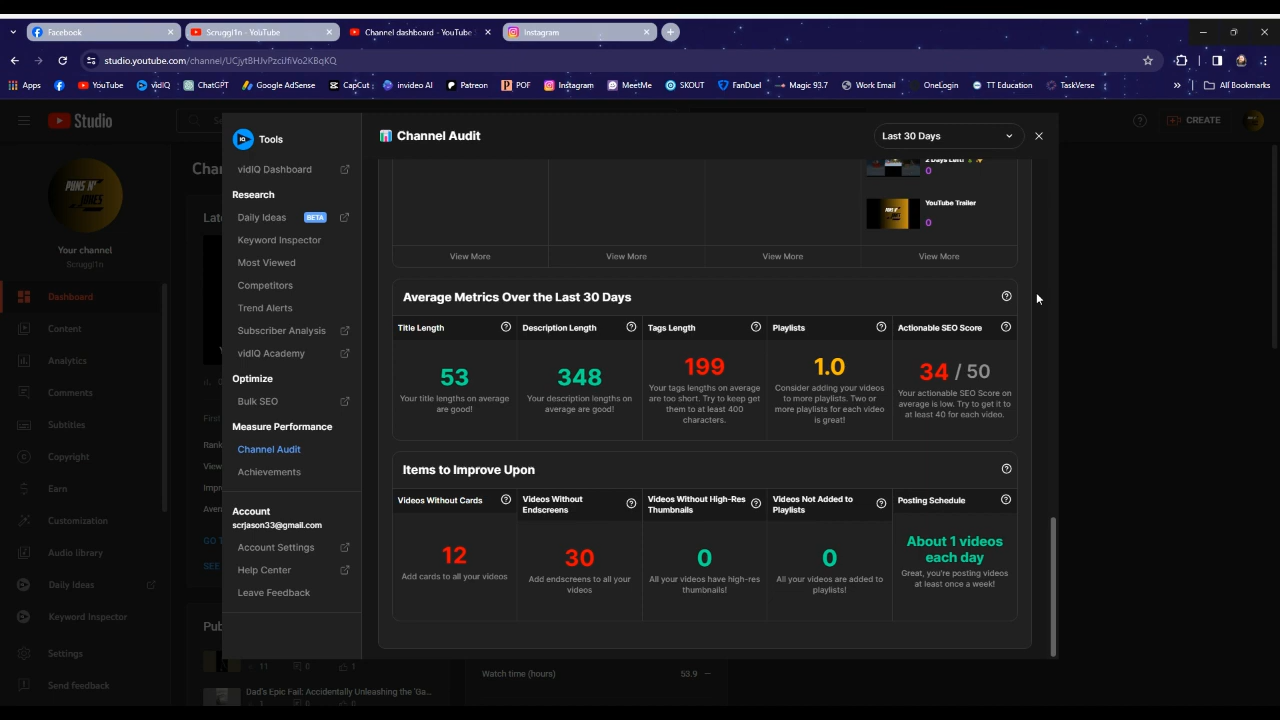 Facebook
Scruggi1n - YouTube
Channel dashboard - YouTube
Instagram
studio.youtube.com/channel/UCjytBHJvPzciJfiVo2KBqKQ
Apps
YouTube
vidIQ
ChatGPT
Google AdSense
CapCut
invideo AI
Patreon
POF
Instagram
MeetMe
SKOUT
FanDuel
Magic 93.7
Work Email
OneLogin
TT Education
TaskVerse
All Bookmarks
Studio
CREATE
PUNS N'
JOKES
Your channel
Scruggi1n
Dashboard
Content
Analytics
Comments
Subtitles
Copyright
Earn
Customization
Audio library
Daily Ideas
Keyword Inspector
Settings
Send feedback
Tools
vidIQ Dashboard
Research
Daily Ideas BETA
Keyword Inspector
Most Viewed
Competitors
Trend Alerts
Subscriber Analysis
vidIQ Academy
Optimize
Bulk SEO
Measure Performance
Channel Audit
Achievements
Account
scrjason33@gmail.com
Account Settings
Help Center
Leave Feedback
Channel Audit
Last 30 Days
2 Days Left!
0
YouTube Trailer
0
View More
View More
View More
View More
Average Metrics Over the Last 30 Days
Title Length
53
Your title lengths on average
are good!
Description Length
348
Your description lengths on
average are good!
Tags Length
199
Your tags lengths on average
are too short. Try to keep get
them to at least 400
characters.
Playlists
1.0
Consider adding your videos
to more playlists. Two or
more playlists for each video
is great!
Actionable SEO Score
34 / 50
Your actionable SEO Score on
average is low. Try to get it to
at least 40 for each video.
Items to Improve Upon
Videos Without Cards
12
Add cards to all your videos
Videos Without
Endscreens
30
Add endscreens to all your
videos
Videos Without High-Res
Thumbnails
0
All your videos have high-res
thumbnails!
Videos Not Added to
Playlists
0
All your videos are added to
playlists!
Posting Schedule
About 1 videos
each day
Great, you're posting videos
at least once a week!
11
0
1
Dad's Epic Fail: Accidentally Unleashing the 'Ga...
Watch time (hours)
53.9